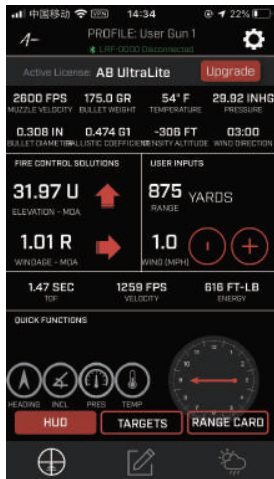 中国移动 VPN 14:34 22%
PROFILE: User Gun 1
LRF-0000 Disconnected
Active License: AB UltraLite Upgrade
2600 FPS 175.0 GR 54° F 29.92 INHG
MUZZLE VELOCITY BULLET WEIGHT TEMPERATURE PRESSURE
0.308 IN 0.474 G1 -306 FT 03:00
BULLET DIAMETER BALLISTIC COEFFICIENT DENSITY ALTITUDE WIND DIRECTION
FIRE CONTROL SOLUTIONS USER INPUTS
31.97 U 875 YARDS
ELEVATION - MOA RANGE
1.01 R 1.0
WINDAGE - MOA WIND (MPH)
1.47 SEC 1259 FPS 616 FT-LB
TOF VELOCITY ENERGY
QUICK FUNCTIONS
HEADING INCL PRES TEMP
HUD TARGETS RANGE CARD